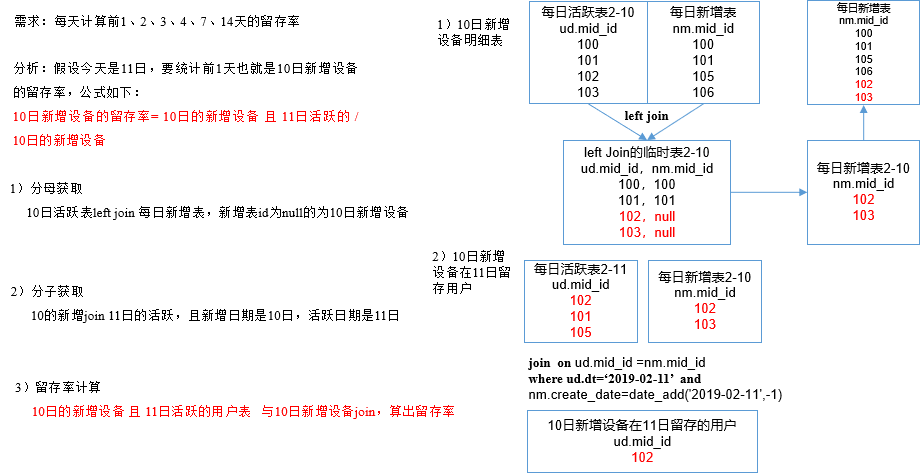 需求：每天计算前1、2、3、4、7、14天的留存率
分析：假设今天是11日，要统计前1天也就是10日新增设备
的留存率，公式如下：
10日新增设备的留存率= 10日的新增设备 且 11日活跃的 /
10日的新增设备
1）分母获取
10日活跃表left join 每日新增表，新增表id为null的为10日新增设备
2）分子获取
10的新增join 11日的活跃，且新增日期是10日，活跃日期是11日
3）留存率计算
10日的新增设备 且 11日活跃的用户表 与10日新增设备join，算出留存率
1）10日新增
设备明细表
每日活跃表2-10
ud.mid_id
100
101
102
103
每日新增表
nm.mid_id
100
101
105
106
left join
left Join的临时表2-10
ud.mid_id，nm.mid_id
100，100
101，101
102，null
103，null
每日新增表2-10
nm.mid_id
102
103
每日新增表
nm.mid_id
100
101
105
106
102
103
2）10日新增
设备在11日留
存用户
每日活跃表2-11
ud.mid_id
102
101
105
每日新增表2-10
nm.mid_id
102
103
join on ud.mid_id =nm.mid_id
where ud.dt=‘2019-02-11’ and
nm.create_date=date_add('2019-02-11',-1)
10日新增设备在11日留存的用户
ud.mid_id
102